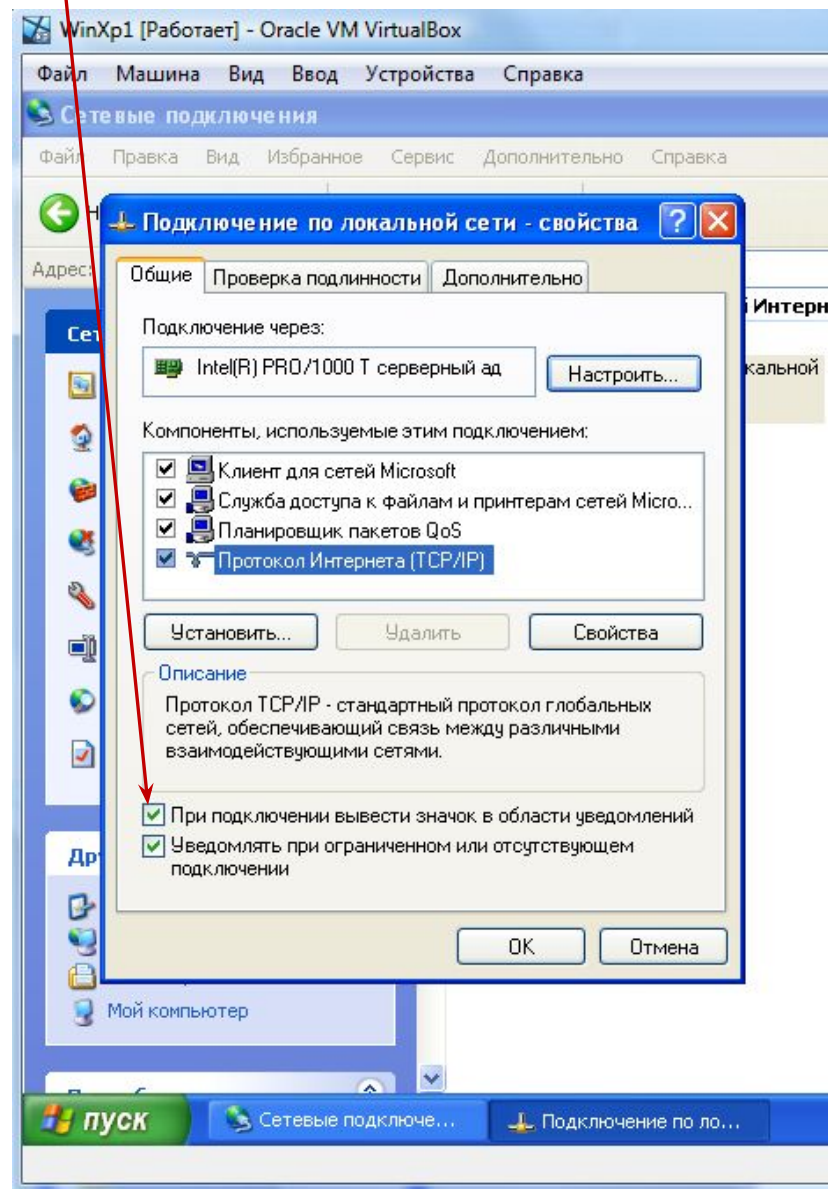 WinXp1 [Работает] - Oracle VM VirtualBox
Файл Машина Вид Ввод Устройства Справка
Сетевые подключения
Файл Правка Вид Избранное Сервис Дополнительно Справка
Подключение по локальной сети - свойства
Адрес:
Общие Проверка подлинности Дополнительно
Интерн
Подключение через:
Intel(R) PRO/1000 T серверный ад Настроить...
кальной
Компоненты, используемые этим подключением:
Клиент для сетей Microsoft
Служба доступа к файлам и принтерам сетей Micro...
Планировщик пакетов QoS
Протокол Интернета (TCP/IP)
Установить... Удалить Свойства
Описание
Протокол TCP/IP - стандартный протокол глобальных
сетей, обеспечивающий связь между различными
взаимодействующими сетями.
При подключении вывести значок в области уведомлений
Уведомлять при ограниченном или отсутствующем
подключении
OK Отмена
Мой компьютер
пуск Сетевые подключе... Подключение по ло...